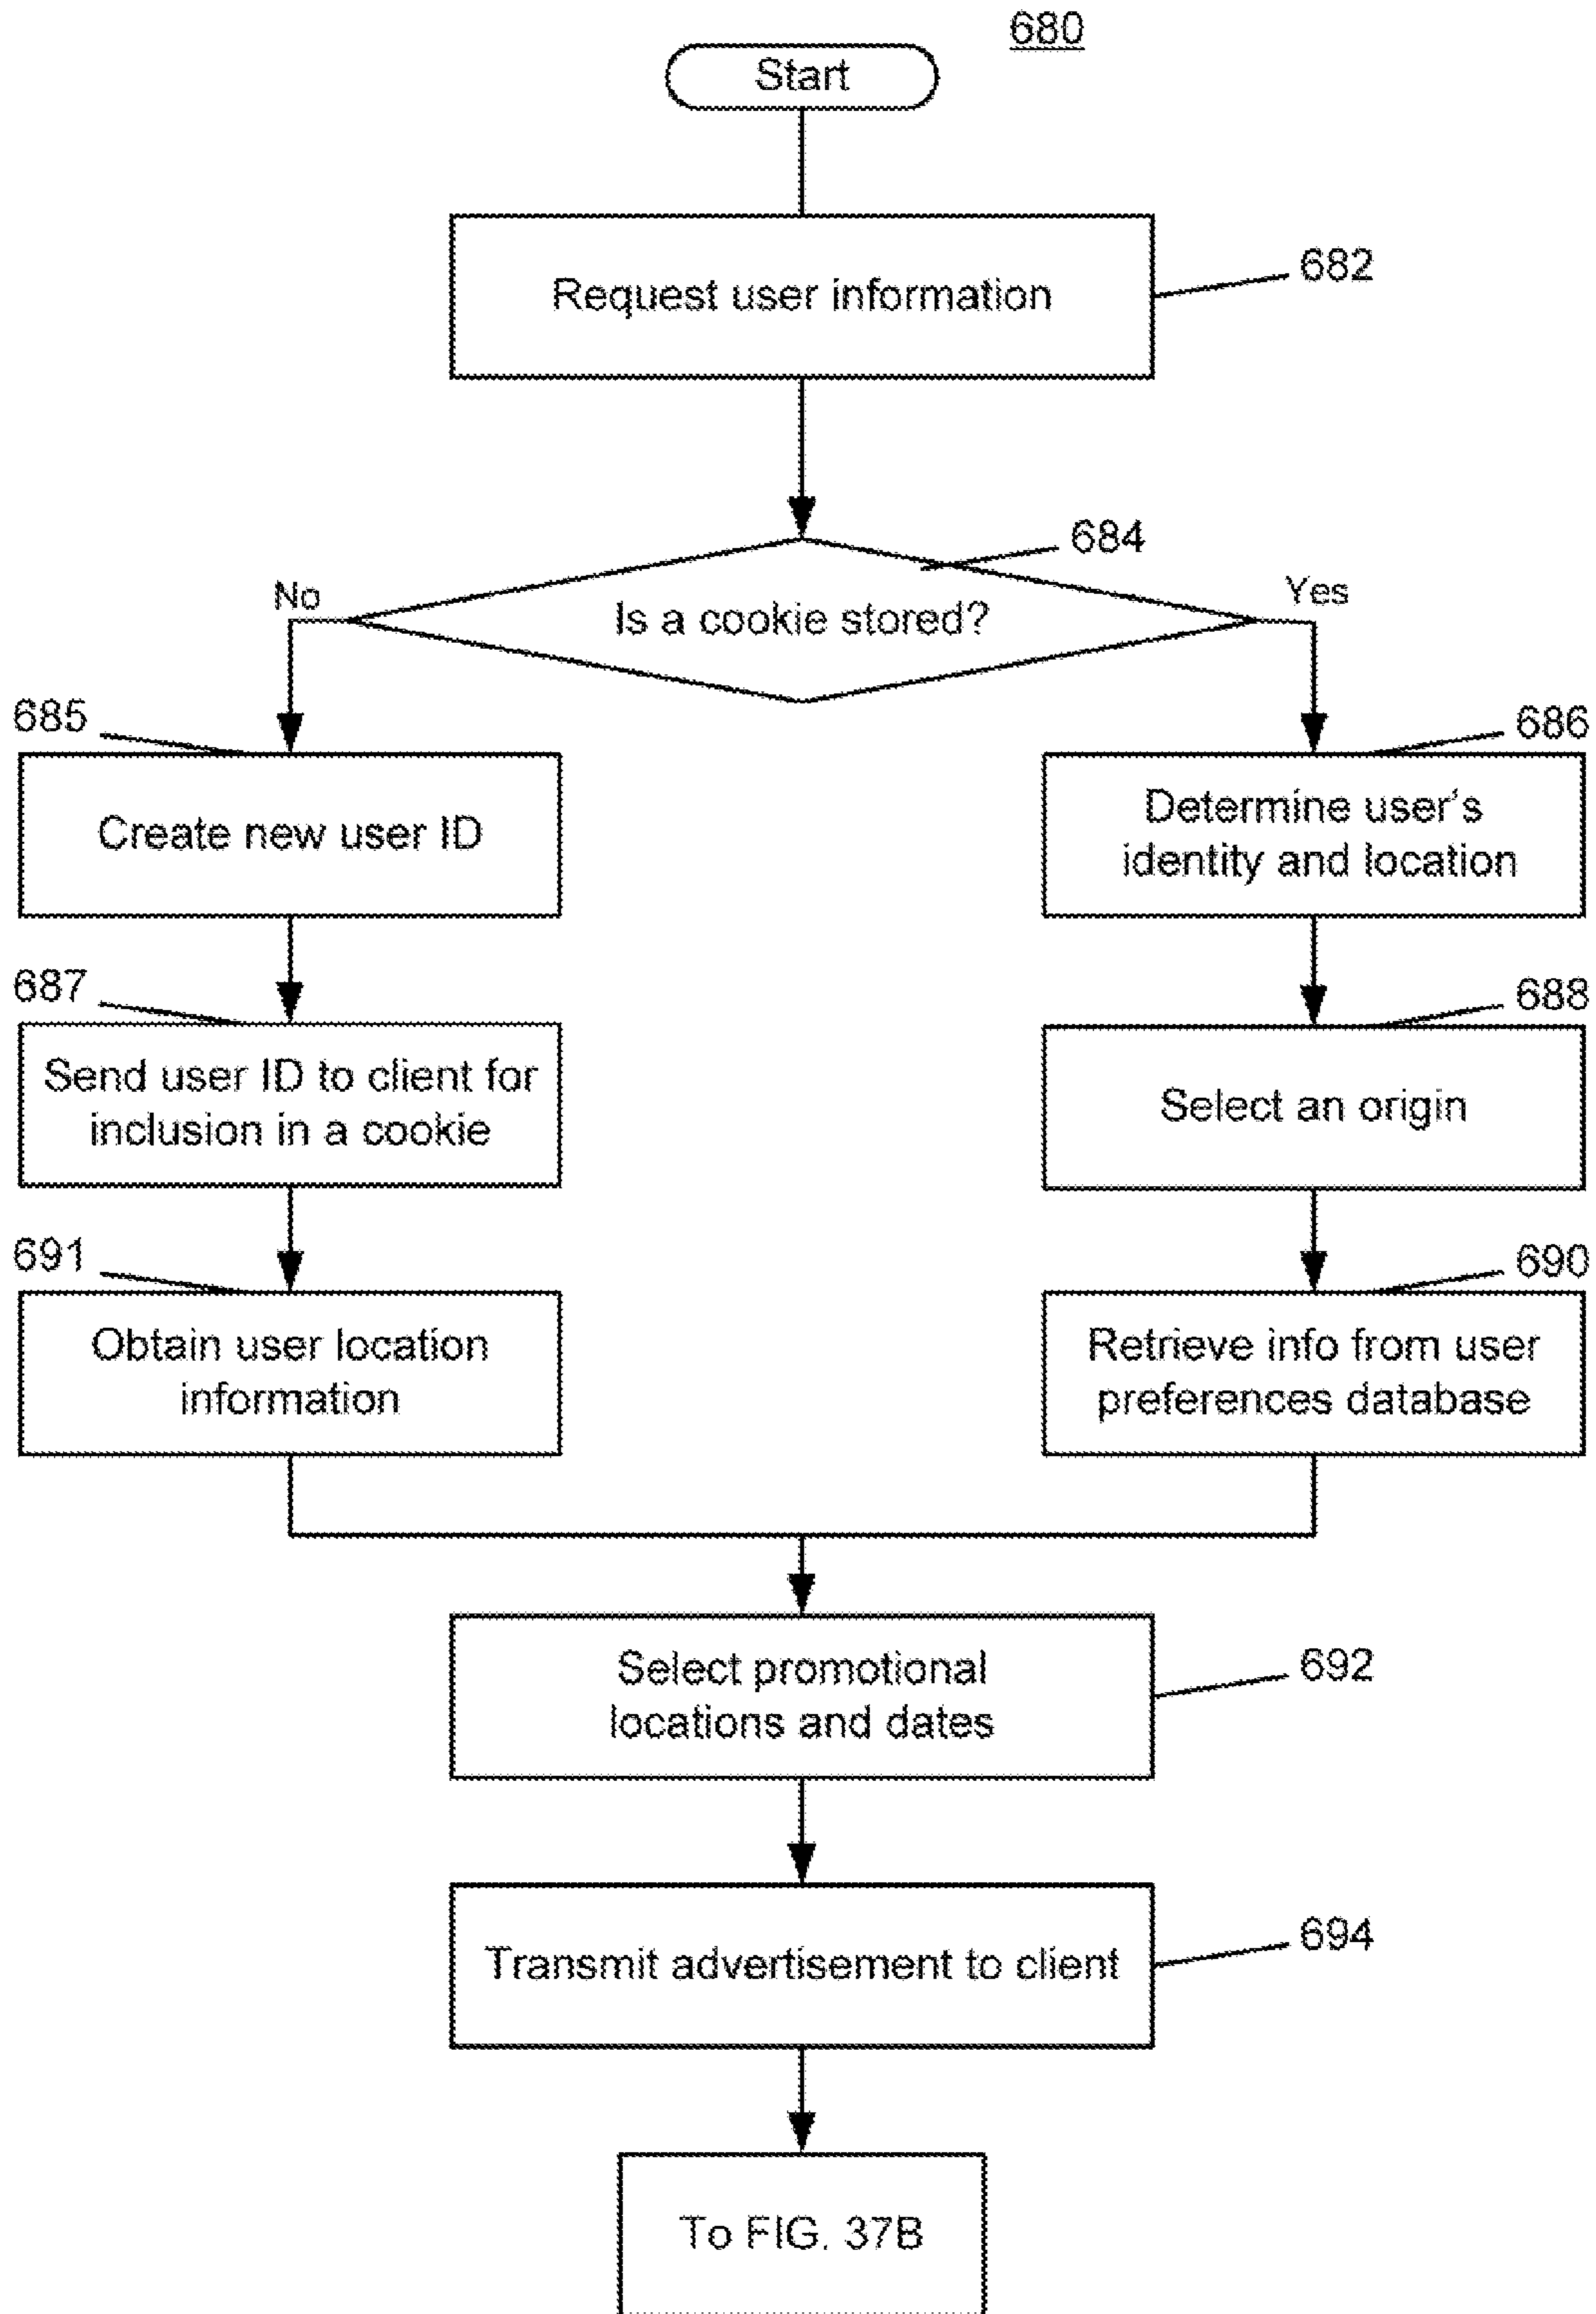 680
Start
Request user information
682
684
No
Is a cookie stored?
Yes
685
Create new user ID
686
Determine user's
identity and location
687
Send user ID to client for
inclusion in a cookie
688
Select an origin
691
Obtain user location
information
690
Retrieve info from user
preferences database
Select promotional
locations and dates
692
Transmit advertisement to client
694
To FIG. 37B